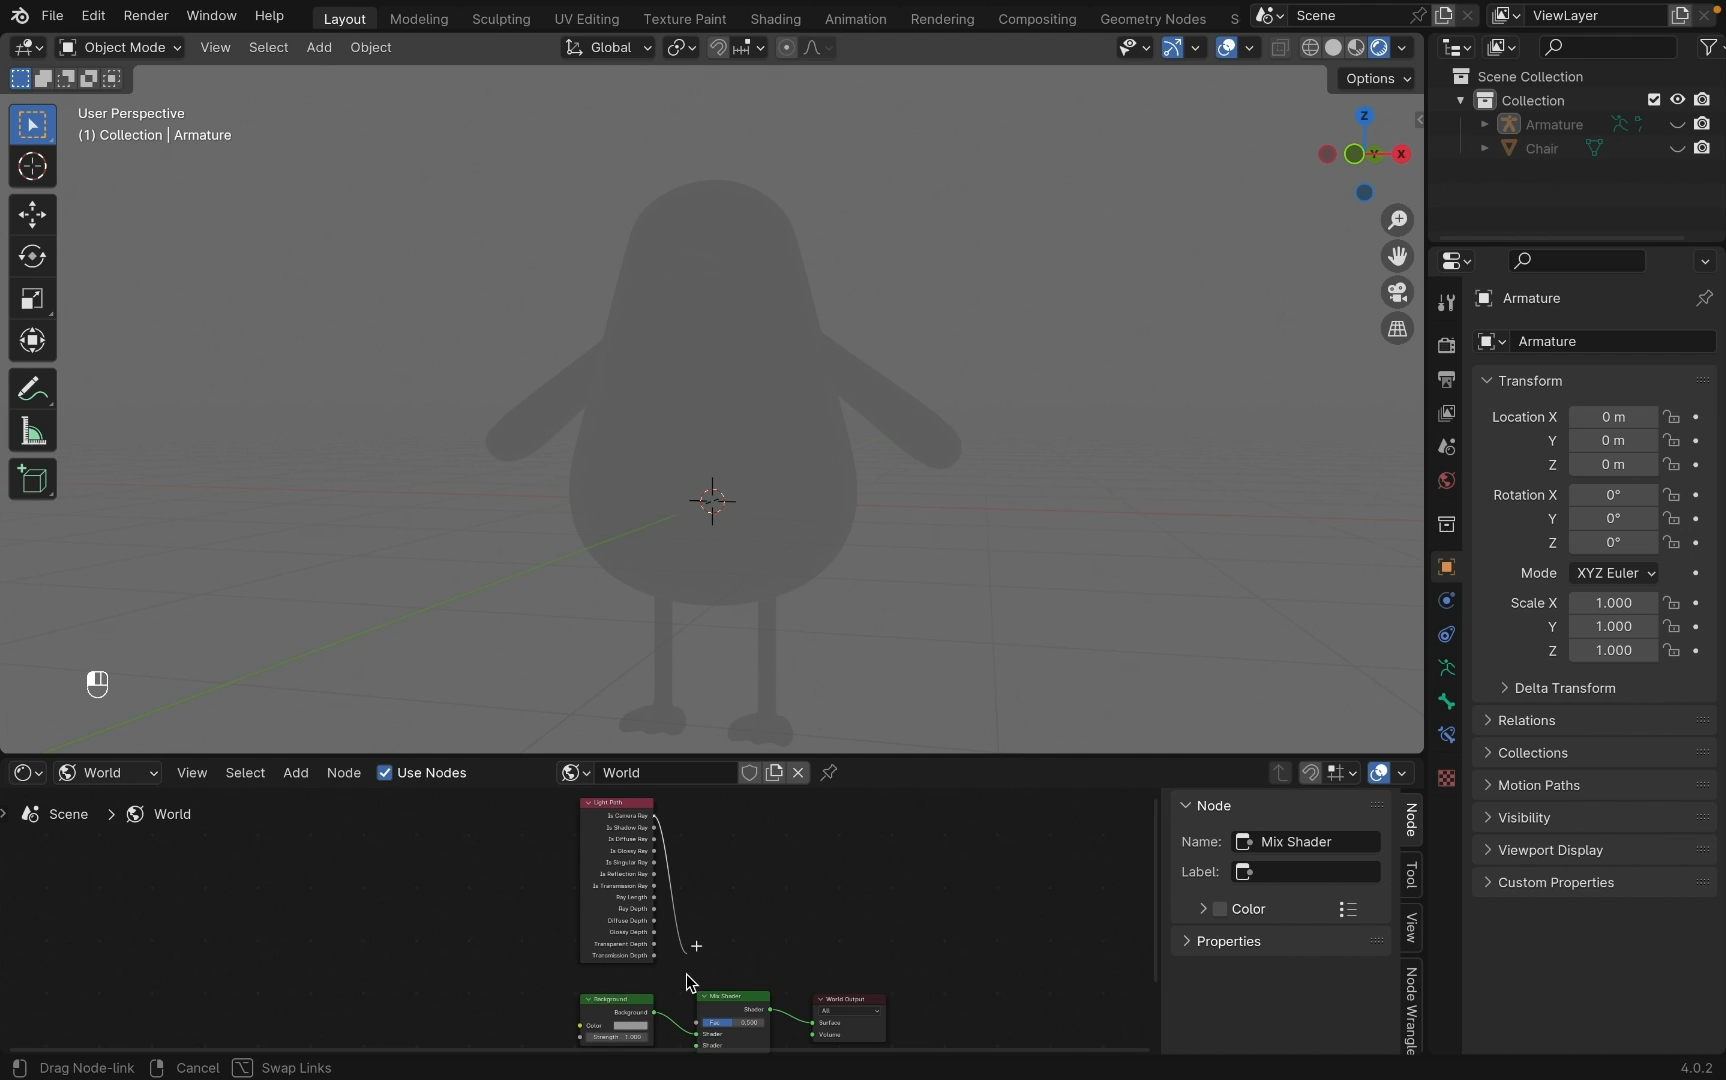 File Edit Render Window Help Layout Modeling Sculpting UV Editing Texture Paint Shading Animation Rendering Compositing Geometry Nodes S Scene ViewLayer
Object Mode View Select Add Object Global
Options
User Perspective
(1) Collection | Armature
Z
X
Y
Scene Collection
Collection
Armature
Chair
Armature
Armature
Transform
Location X 0 m
Y 0 m
Z 0 m
Rotation X 0°
Y 0°
Z 0°
Mode XYZ Euler
Scale X 1.000
Y 1.000
Z 1.000
Delta Transform
Relations
Collections
Motion Paths
Visibility
Viewport Display
Custom Properties
World View Select Add Node Use Nodes World
Scene > World
Light Path
Is Camera Ray
Is Shadow Ray
Is Diffuse Ray
Is Glossy Ray
Is Singular Ray
Is Reflection Ray
Is Transmission Ray
Ray Length
Ray Depth
Diffuse Depth
Glossy Depth
Transparent Depth
Transmission Depth
Background
Background
Color
Strength 1.000
Mix Shader
Shader
Fac 0.500
Shader
Shader
World Output
All
Surface
Volume
Node
Name: Mix Shader
Label:
Color
Properties
Node
Tool
View
Node Wrangle
Drag Node-link Cancel Swap Links 4.0.2